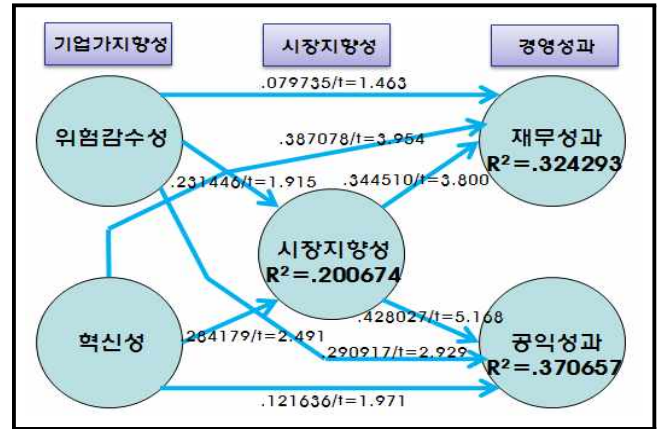 기업가지향성
시장지향성
경영성과
.079735/t=1.463
위험감수성
.387078/t=3.954
재무성과
R²=.324293
.231446/t=1.915
.344510/t=3.800
시장지향성
R²=.200674
.428027/t=5.168
혁신성
.284179/t=2.491
.290917/t=2.929
공익성과
R²=.370657
.121636/t=1.971